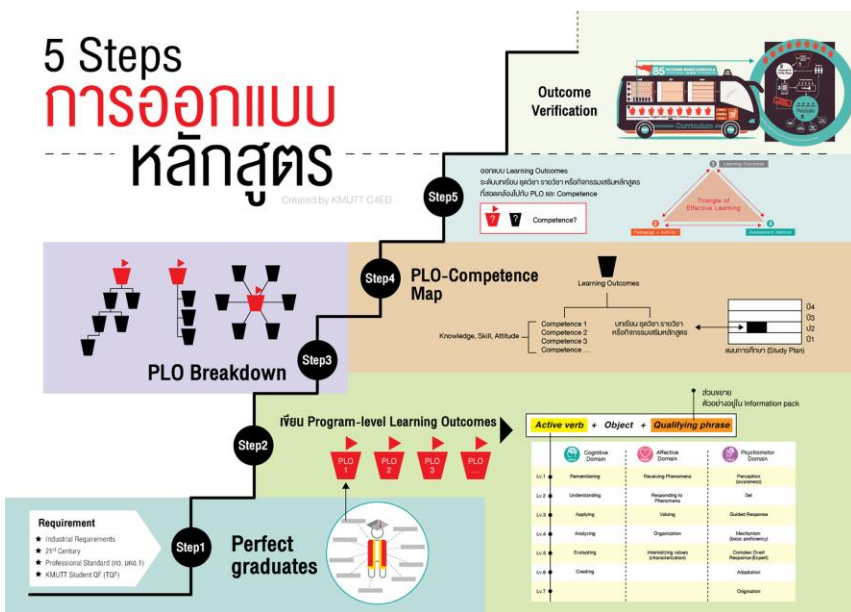 5 Steps
การออกแบบ
หลักสูตร
Created by KMUTT C4ED
Outcome
Verification
85
Curriculum
Step5
ออกแบบ Learning Outcomes
ระดับบทเรียน ชุดวิชา รายวิชา หรือกิจกรรมเสริมหลักสูตร
ที่สอดคล้องไปกับ PLO และ Competence
? ? Competence?
1 Learning Outcomes
Triangle of
Effective Learning
2 3
Pedagogy + Activity
Assessment Method
Step4
PLO-Competence
Map
Learning Outcomes
Knowledge, Skill, Attitude
Competence 1
Competence 2
Competence 3
Competence ...
บทเรียน ชุดวิชา รายวิชา
หรือกิจกรรมเสริมหลักสูตร
ปี4
ปี3
ปี2
ปี1
แผนการศึกษา (Study Plan)
Step3
PLO Breakdown
Step2
เขียน Program-level Learning Outcomes
PLO 1
PLO 2
PLO 3
PLO ...
ส่วนขยาย
ตัวอย่างอยู่ใน Information pack
Active verb + Object + Qualifying phrase
Cognitive Domain
Affective Domain
Psychomotor Domain
Lv.1 Remembering Receiving Phenomena Perception (awareness)
Lv.2 Understanding Responding to Phenomena Set
Lv.3 Applying Valuing Guided Response
Lv.4 Analyzing Organization Mechanism (basic proficiency)
Lv.5 Evaluating Internalizing values (characterization) Complex Overt Response (Expert)
Lv.6 Creating Adaptation
Lv.7 Origination
Step1
Perfect
graduates
Requirement
★ Industrial Requirements
★ 21st Century
★ Professional Standard (กว. มคอ.1)
★ KMUTT Student QF (TQF)